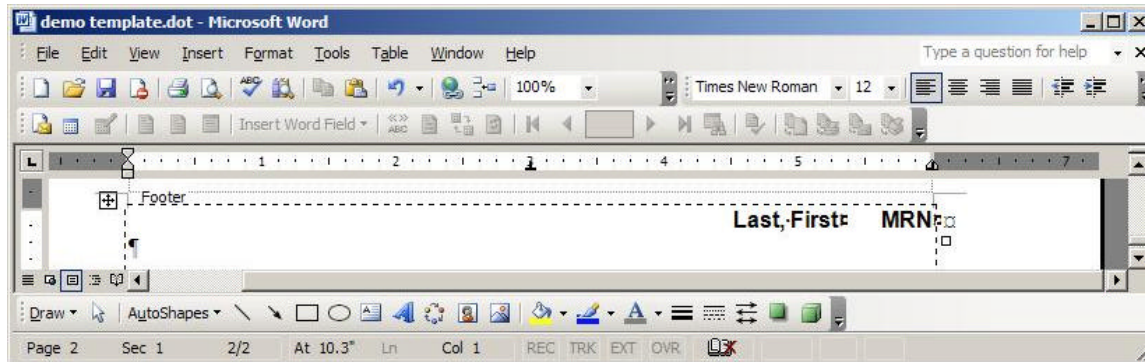 demo template.dot - Microsoft Word
File Edit View Insert Format Tools Table Window Help Type a question for help
100% Times New Roman 12
Insert Word Field
1 2 3 4 5 7
Footer
Last, First MRN
Draw AutoShapes
Page 2 Sec 1 2/2 At 10.3" Ln Col 1 REC TRK EXT OVR